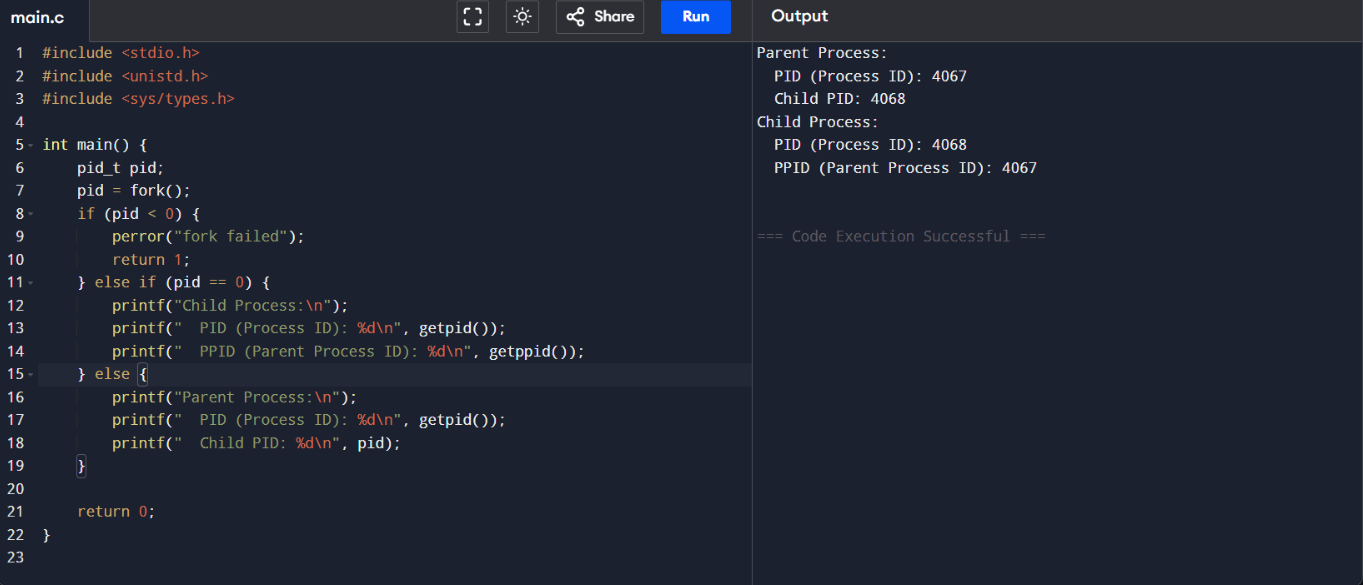 main.c
Share
Run
Output
1 #include <stdio.h>
2 #include <unistd.h>
3 #include <sys/types.h>
4
5 int main() {
6     pid_t pid;
7     pid = fork();
8     if (pid < 0) {
9         perror("fork failed");
10         return 1;
11     } else if (pid == 0) {
12         printf("Child Process:\n");
13         printf("  PID (Process ID): %d\n", getpid());
14         printf("  PPID (Parent Process ID): %d\n", getppid());
15     } else {
16         printf("Parent Process:\n");
17         printf("  PID (Process ID): %d\n", getpid());
18         printf("  Child PID: %d\n", pid);
19     }
20
21     return 0;
22 }
23
Parent Process:
  PID (Process ID): 4067
  Child PID: 4068
Child Process:
  PID (Process ID): 4068
  PPID (Parent Process ID): 4067
=== Code Execution Successful ===